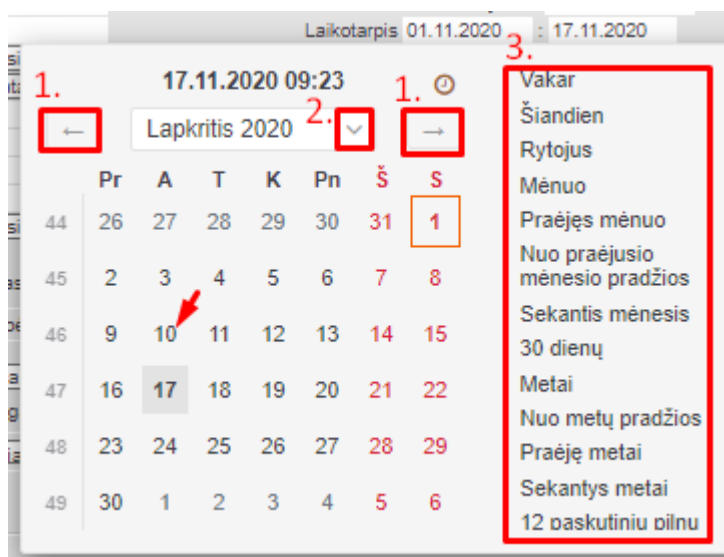 Laikotarpis 01.11.2020 : 17.11.2020
3.
1. 17.11.2020 09:23 1.
← Lapkritis 2020 2. →
Pr A T K Pn Š S
44 26 27 28 29 30 31 1
45 2 3 4 5 6 7 8
46 9 10 11 12 13 14 15
47 16 17 18 19 20 21 22
48 23 24 25 26 27 28 29
49 30 1 2 3 4 5 6
Vakar
Šiandien
Rytojus
Mėnuo
Praėjęs mėnuo
Nuo praėjusio
mėnesio pradžios
Sekantis mėnesis
30 dienų
Metai
Nuo metų pradžios
Praėję metai
Sekantys metai
12 paskutinių pilnų